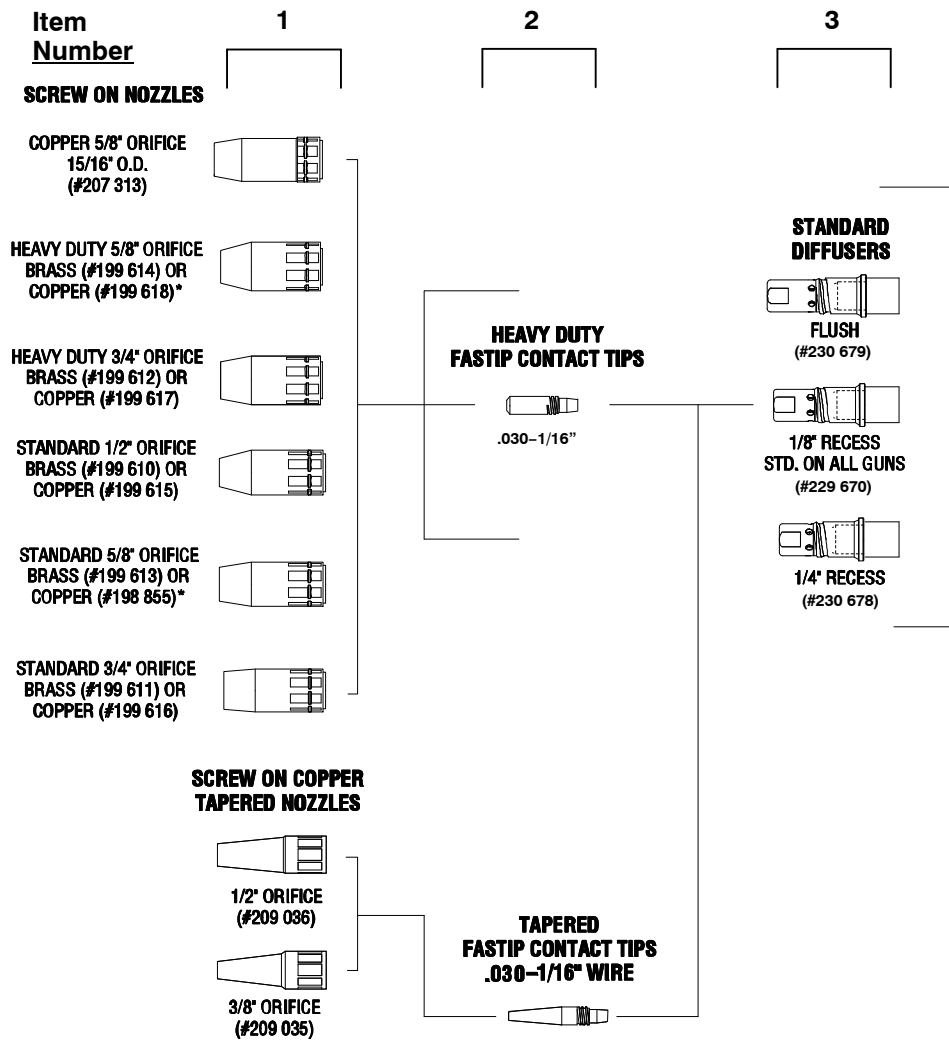 Item
Number
1
2
3
SCREW ON NOZZLES
COPPER 5/8" ORIFICE
15/16" O.D.
(#207 313)
HEAVY DUTY 5/8" ORIFICE
BRASS (#199 614) OR
COPPER (#199 618)*
HEAVY DUTY 3/4" ORIFICE
BRASS (#199 612) OR
COPPER (#199 617)
STANDARD 1/2" ORIFICE
BRASS (#199 610) OR
COPPER (#199 615)
STANDARD 5/8" ORIFICE
BRASS (#199 613) OR
COPPER (#198 855)*
STANDARD 3/4" ORIFICE
BRASS (#199 611) OR
COPPER (#199 616)
SCREW ON COPPER
TAPERED NOZZLES
1/2" ORIFICE
(#209 036)
3/8" ORIFICE
(#209 035)
HEAVY DUTY
FASTIP CONTACT TIPS
.030–1/16”
TAPERED
FASTIP CONTACT TIPS
.030–1/16" WIRE
STANDARD
DIFFUSERS
FLUSH
(#230 679)
1/8" RECESS
STD. ON ALL GUNS
(#229 670)
1/4" RECESS
(#230 678)